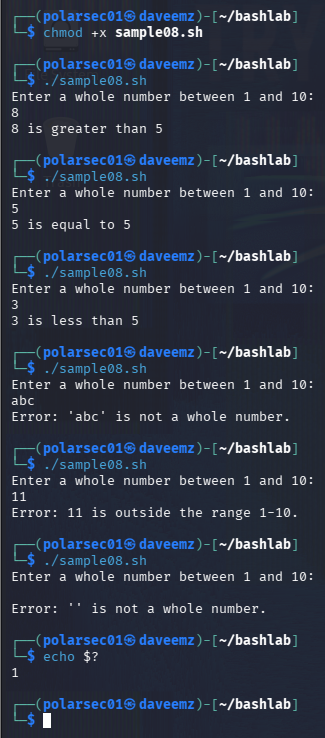 ┌──(polarsec01㉿daveemz)-[~/bashlab]
└─$ chmod +x sample08.sh
┌──(polarsec01㉿daveemz)-[~/bashlab]
└─$ ./sample08.sh
Enter a whole number between 1 and 10:
8
8 is greater than 5
┌──(polarsec01㉿daveemz)-[~/bashlab]
└─$ ./sample08.sh
Enter a whole number between 1 and 10:
5
5 is equal to 5
┌──(polarsec01㉿daveemz)-[~/bashlab]
└─$ ./sample08.sh
Enter a whole number between 1 and 10:
3
3 is less than 5
┌──(polarsec01㉿daveemz)-[~/bashlab]
└─$ ./sample08.sh
Enter a whole number between 1 and 10:
abc
Error: 'abc' is not a whole number.
┌──(polarsec01㉿daveemz)-[~/bashlab]
└─$ ./sample08.sh
Enter a whole number between 1 and 10:
11
Error: 11 is outside the range 1-10.
┌──(polarsec01㉿daveemz)-[~/bashlab]
└─$ ./sample08.sh
Enter a whole number between 1 and 10:
Error: '' is not a whole number.
┌──(polarsec01㉿daveemz)-[~/bashlab]
└─$ echo $?
1
┌──(polarsec01㉿daveemz)-[~/bashlab]
└─$